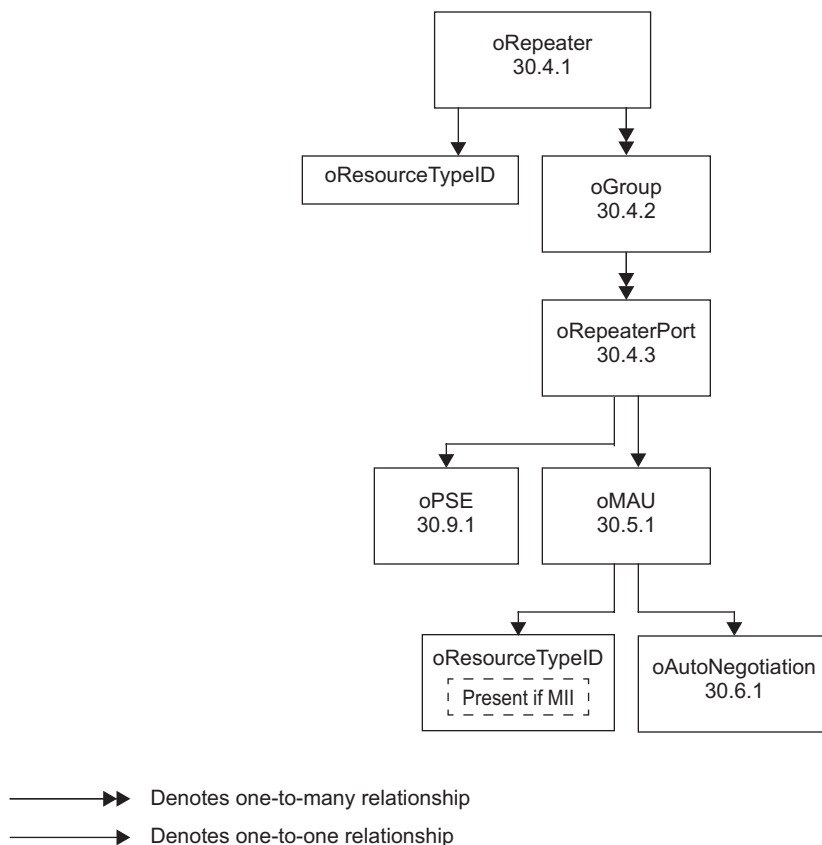 oRepeater
30.4.1
oResourceTypeID
oGroup
30.4.2
oRepeaterPort
30.4.3
oPSE
30.9.1
oMAU
30.5.1
oResourceTypeID
Present if MII
oAutoNegotiation
30.6.1
Denotes one-to-many relationship
Denotes one-to-one relationship